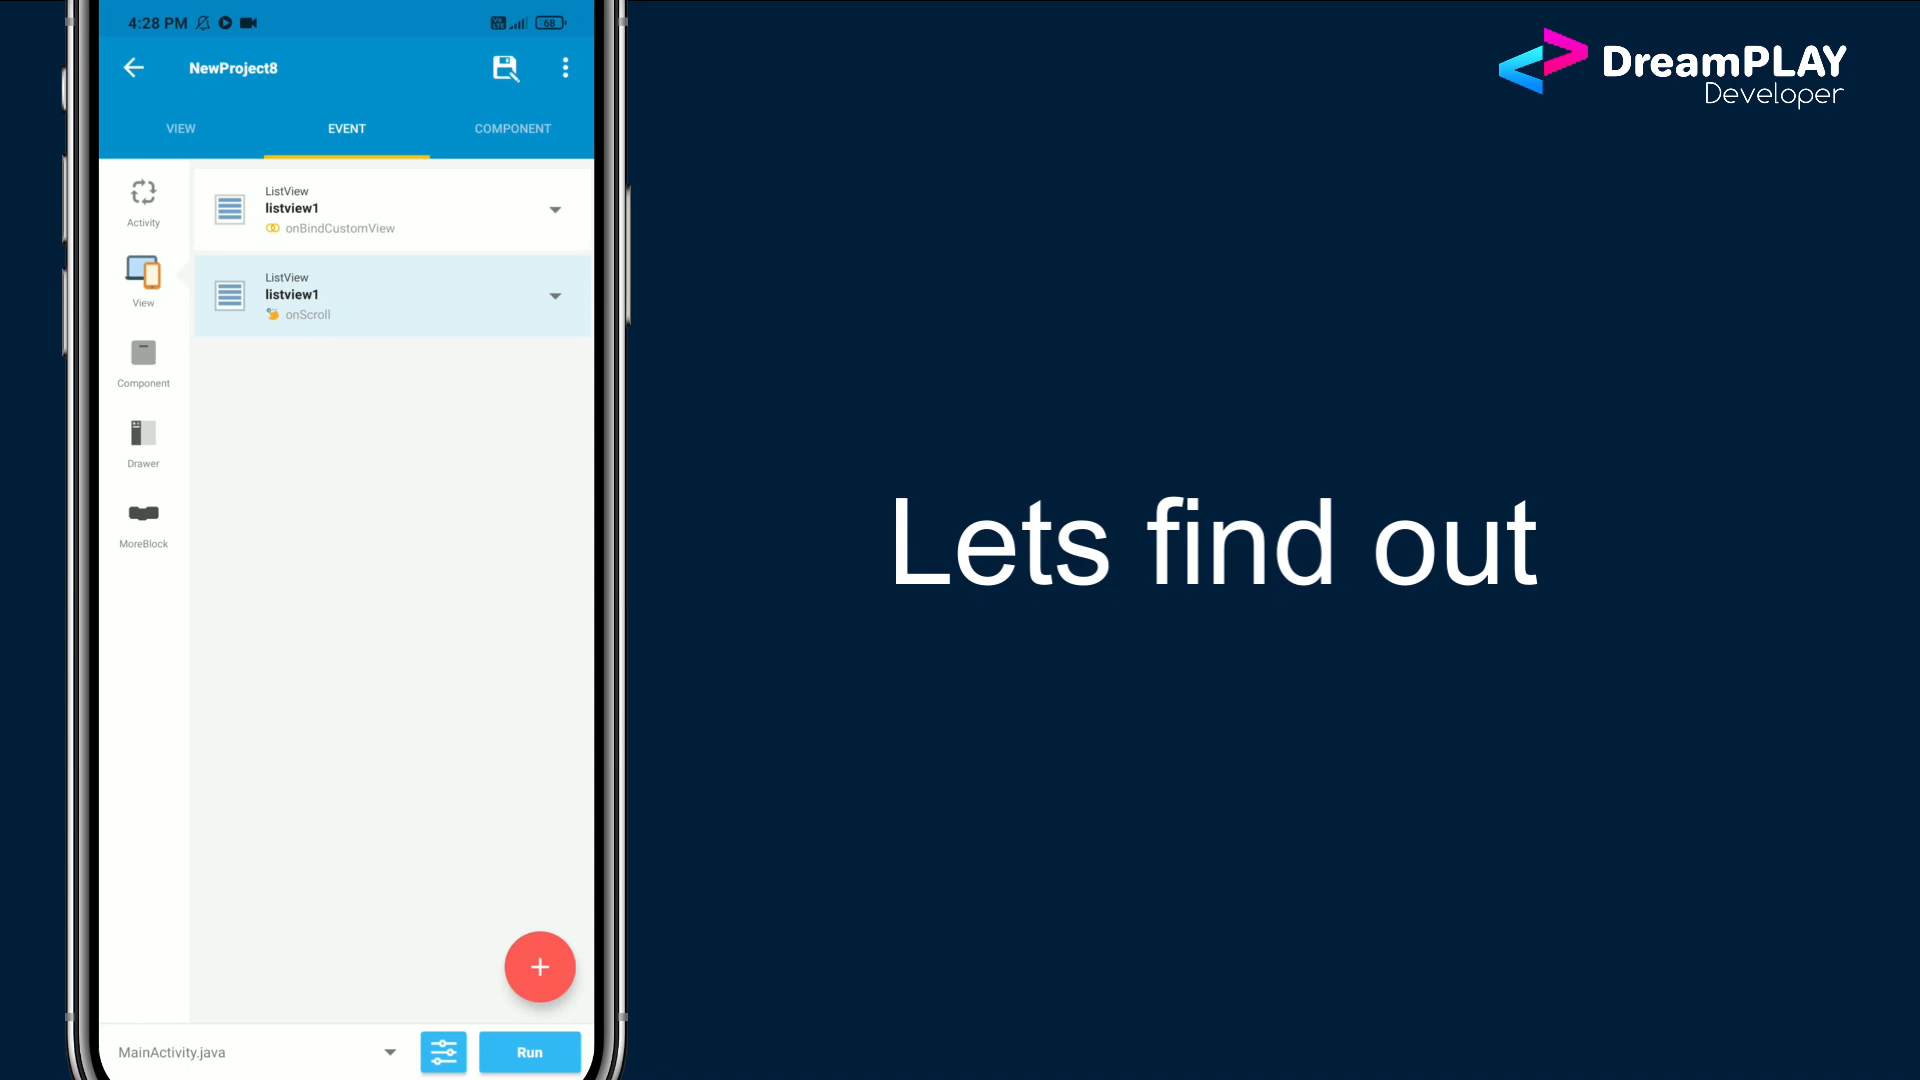 4:28 PM
68
NewProject8
VIEW
EVENT
COMPONENT
Activity
View
Component
Drawer
MoreBlock
ListView
listview1
onBindCustomView
ListView
listview1
onScroll
MainActivity.java
Run
DreamPLAY
Developer
Lets find out